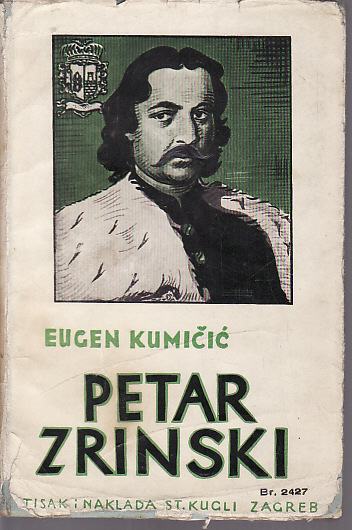 EUGEN KUMIČIĆ
PETAR
ZRINSKI
Br. 2427
TISAK I NAKLADA ST. KUGLI ZAGREB